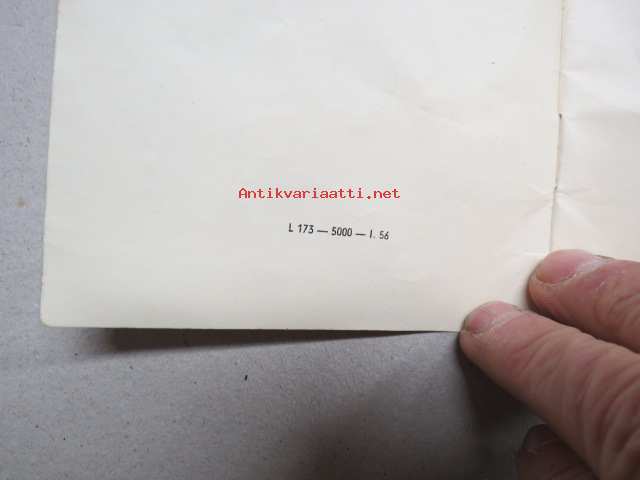 Antikvariaatti.net
L 173 — 5000 — I. 56